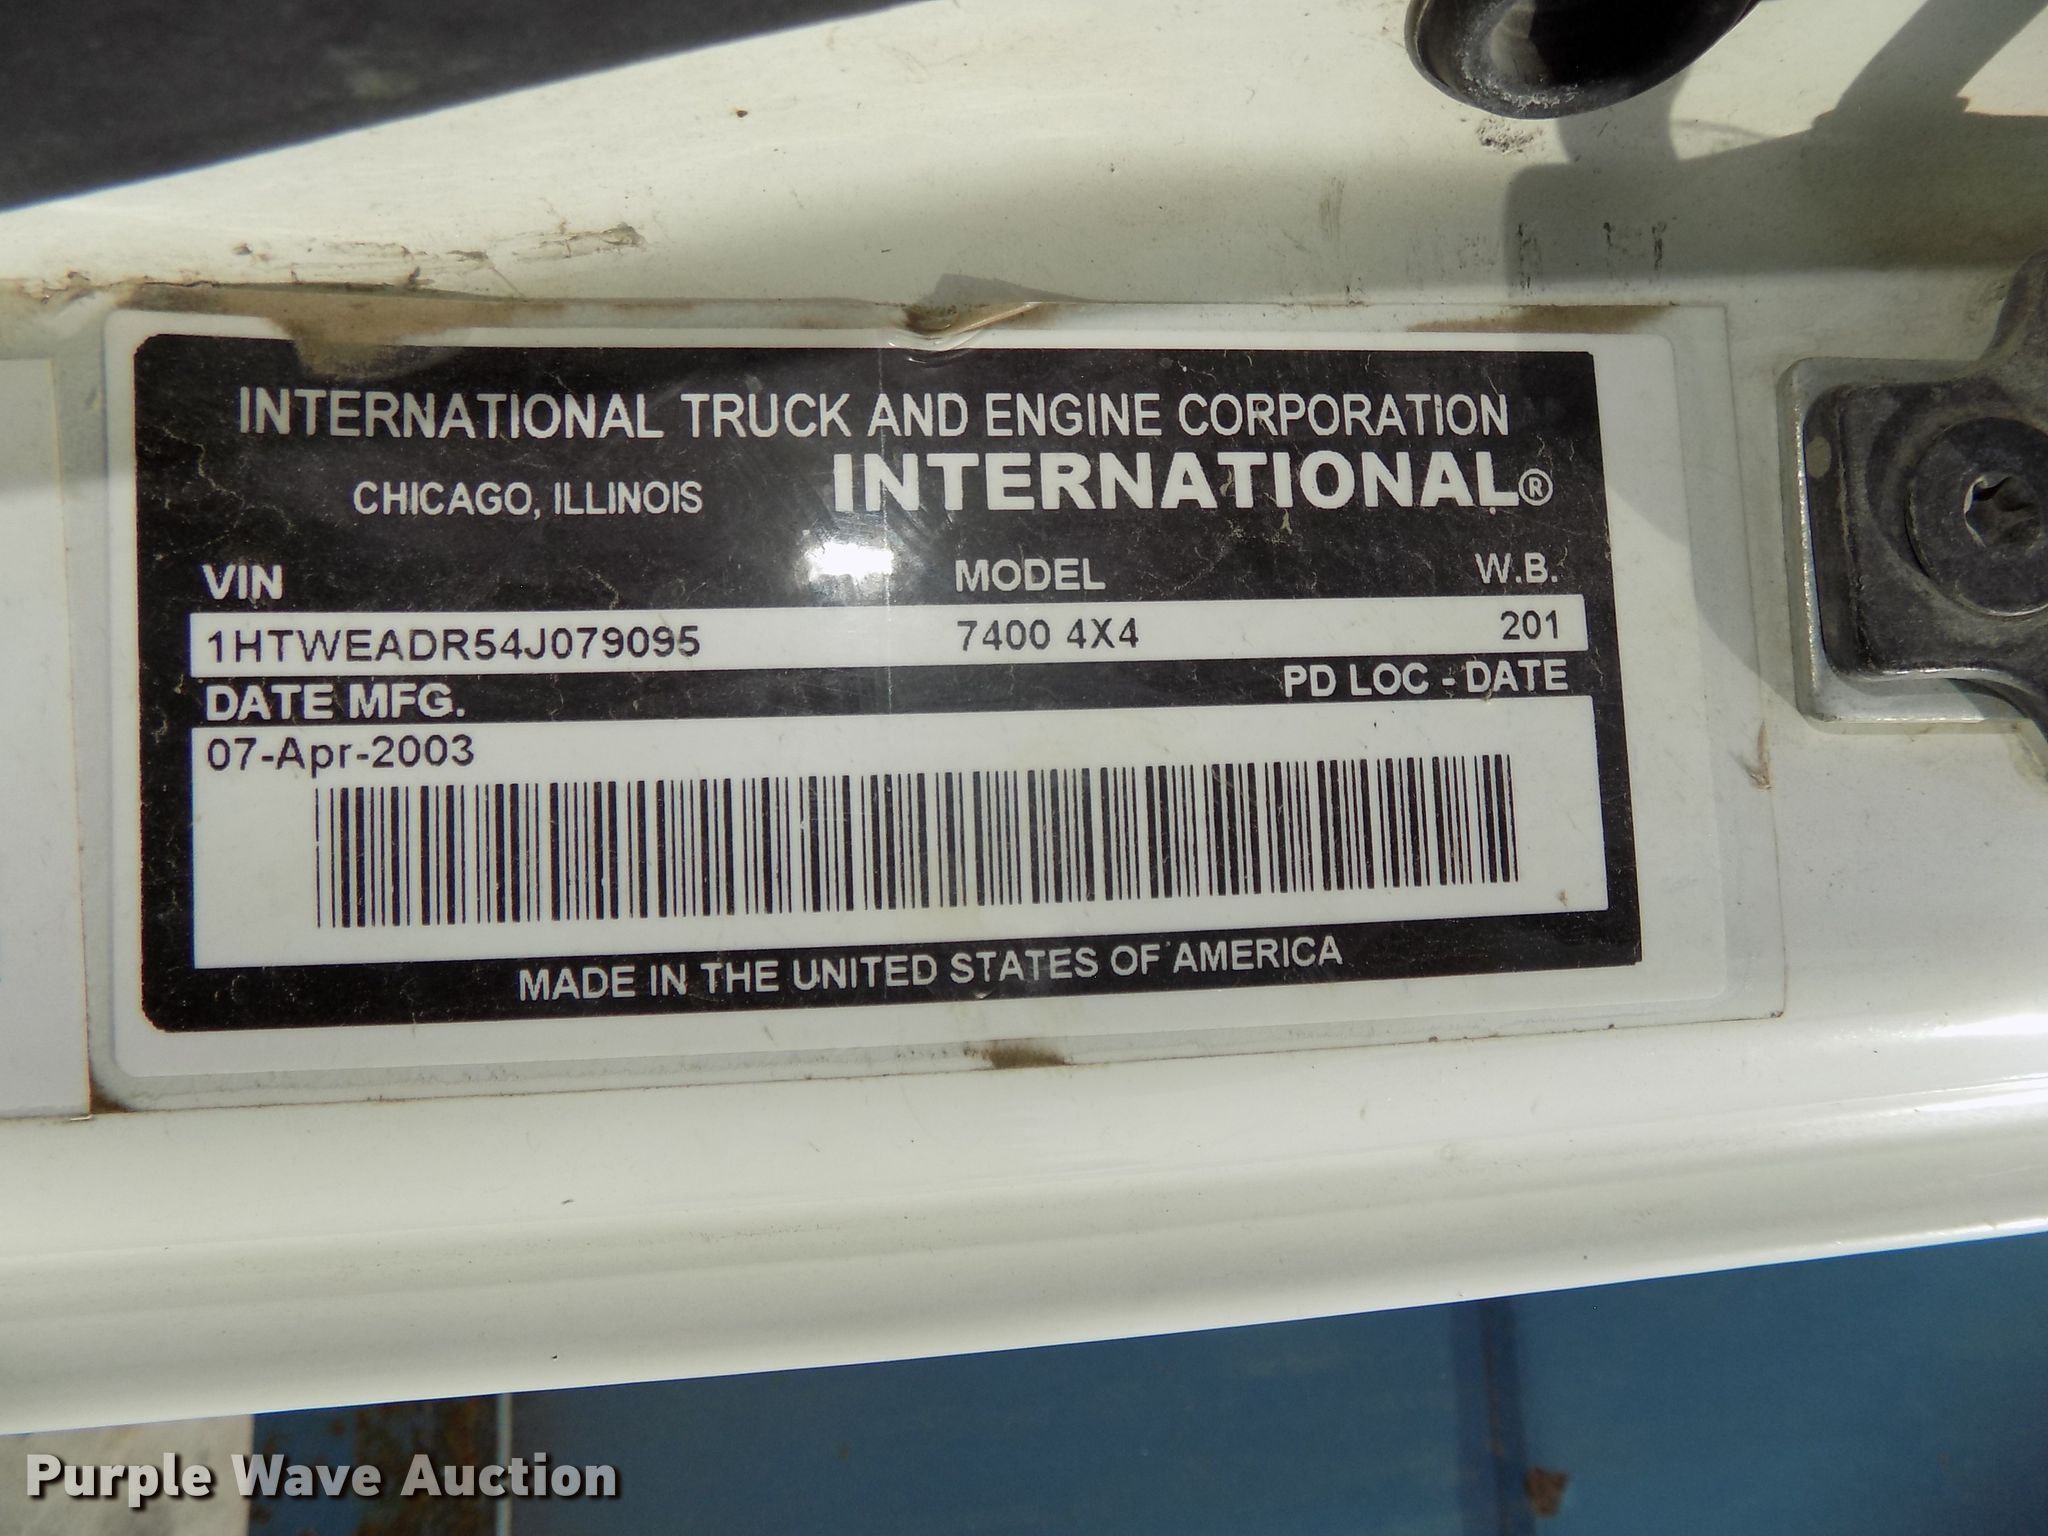 INTERNATIONAL TRUCK AND ENGINE CORPORATION
CHICAGO, ILLINOIS INTERNATIONAL®
VIN MODEL W.B.
1HTWEADR54J079095 7400 4X4 201
DATE MFG. PD LOC - DATE
07-Apr-2003
MADE IN THE UNITED STATES OF AMERICA
Purple Wave Auction